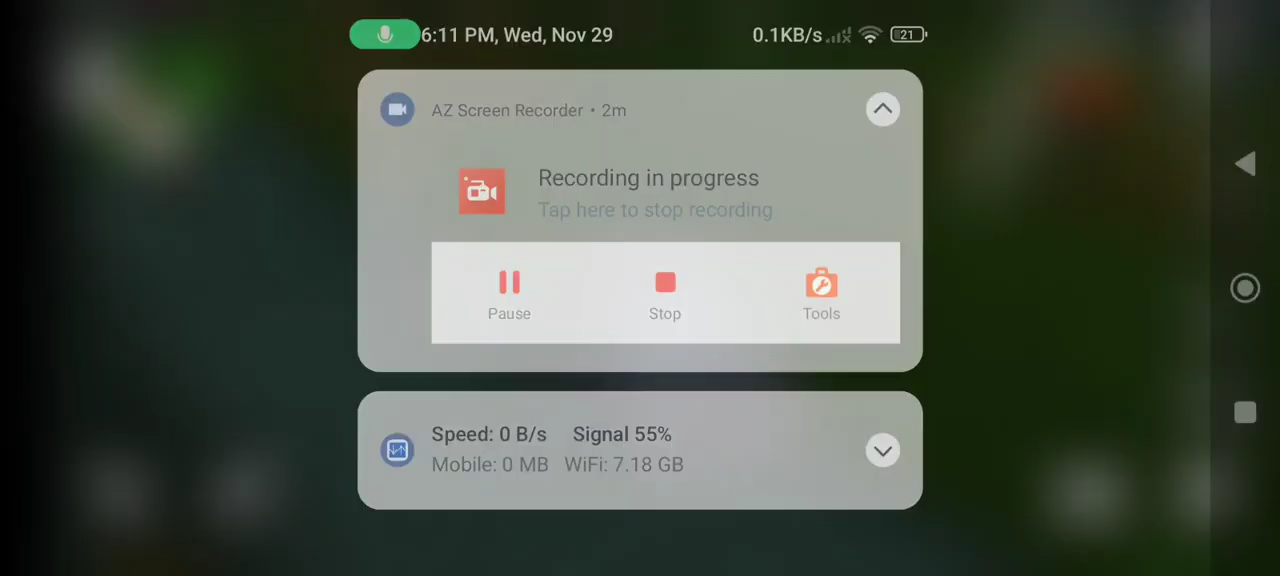 6:11 PM, Wed, Nov 29 0.1KB/s 21
AZ Screen Recorder • 2m
Recording in progress
Tap here to stop recording
Pause Stop Tools
Speed: 0 B/s Signal 55%
Mobile: 0 MB WiFi: 7.18 GB